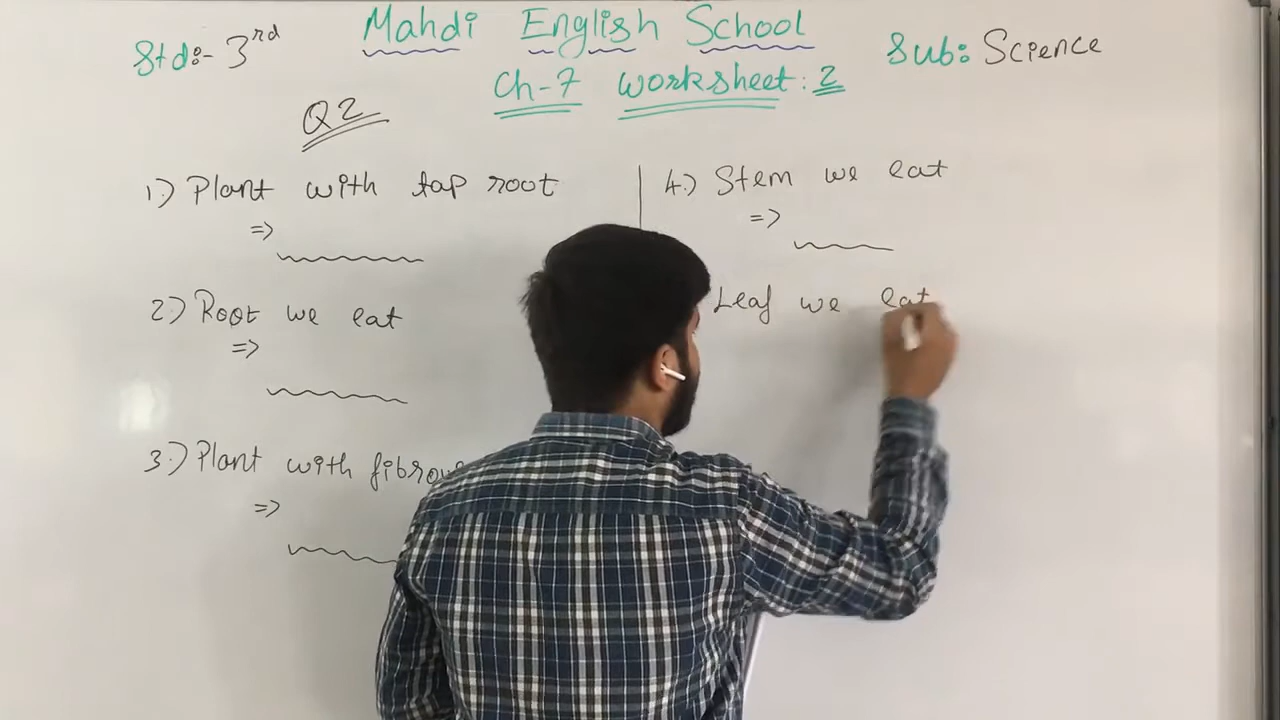 Mahdi English School
Std:- 3rd
Sub: Science
Ch-7 Worksheet: 2
Q2
1.) Plant with tap root
=>
2.) Root we eat
=>
3.) Plant with fibrous
=>
4.) Stem we eat
=>
Leaf we eat